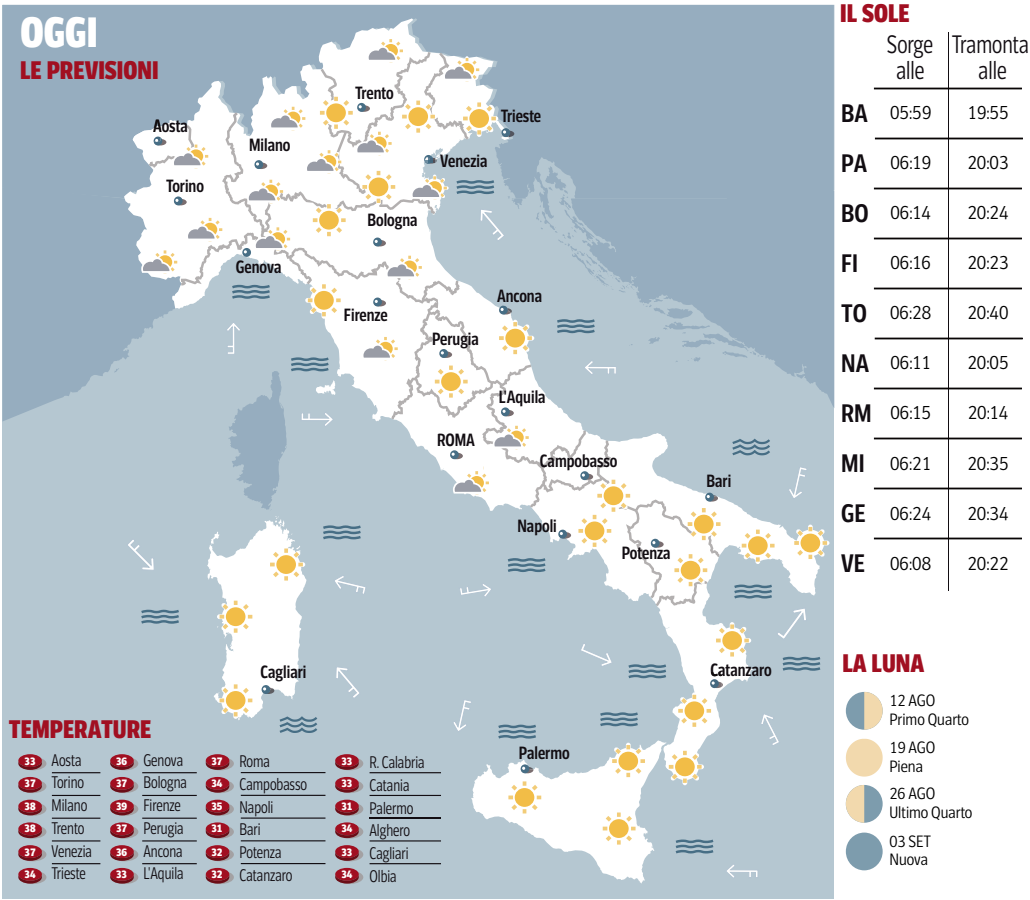 OGGI
LE PREVISIONI
Trento
Trieste
Aosta
Milano
Venezia
Torino
Bologna
Genova
Ancona
Firenze
Perugia
L'Aquila
ROMA
Campobasso
Bari
Napoli
Potenza
Cagliari
Catanzaro
Palermo
TEMPERATURE
33 Aosta
37 Torino
38 Milano
38 Trento
37 Venezia
34 Trieste
36 Genova
37 Bologna
39 Firenze
37 Perugia
36 Ancona
33 L'Aquila
37 Roma
34 Campobasso
35 Napoli
31 Bari
32 Potenza
32 Catanzaro
33 R. Calabria
33 Catania
31 Palermo
34 Alghero
33 Cagliari
34 Olbia
IL SOLE
Sorge Tramonta
alle alle
BA 05:59 19:55
PA 06:19 20:03
BO 06:14 20:24
FI 06:16 20:23
TO 06:28 20:40
NA 06:11 20:05
RM 06:15 20:14
MI 06:21 20:35
GE 06:24 20:34
VE 06:08 20:22
LA LUNA
12 AGO
Primo Quarto
19 AGO
Piena
26 AGO
Ultimo Quarto
03 SET
Nuova